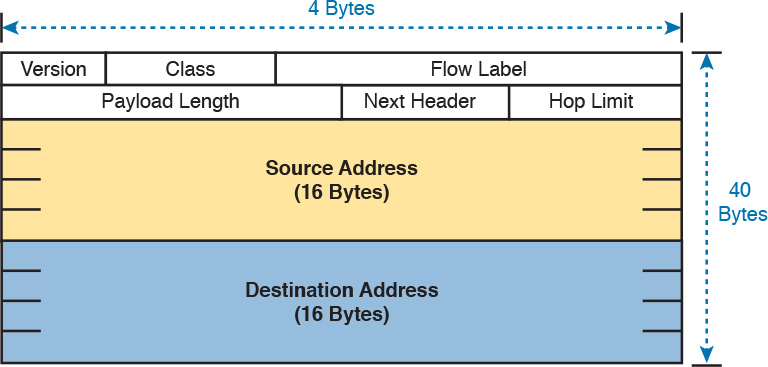 4 Bytes
Version Class Flow Label
Payload Length Next Header Hop Limit
Source Address
(16 Bytes)
40
Bytes
Destination Address
(16 Bytes)